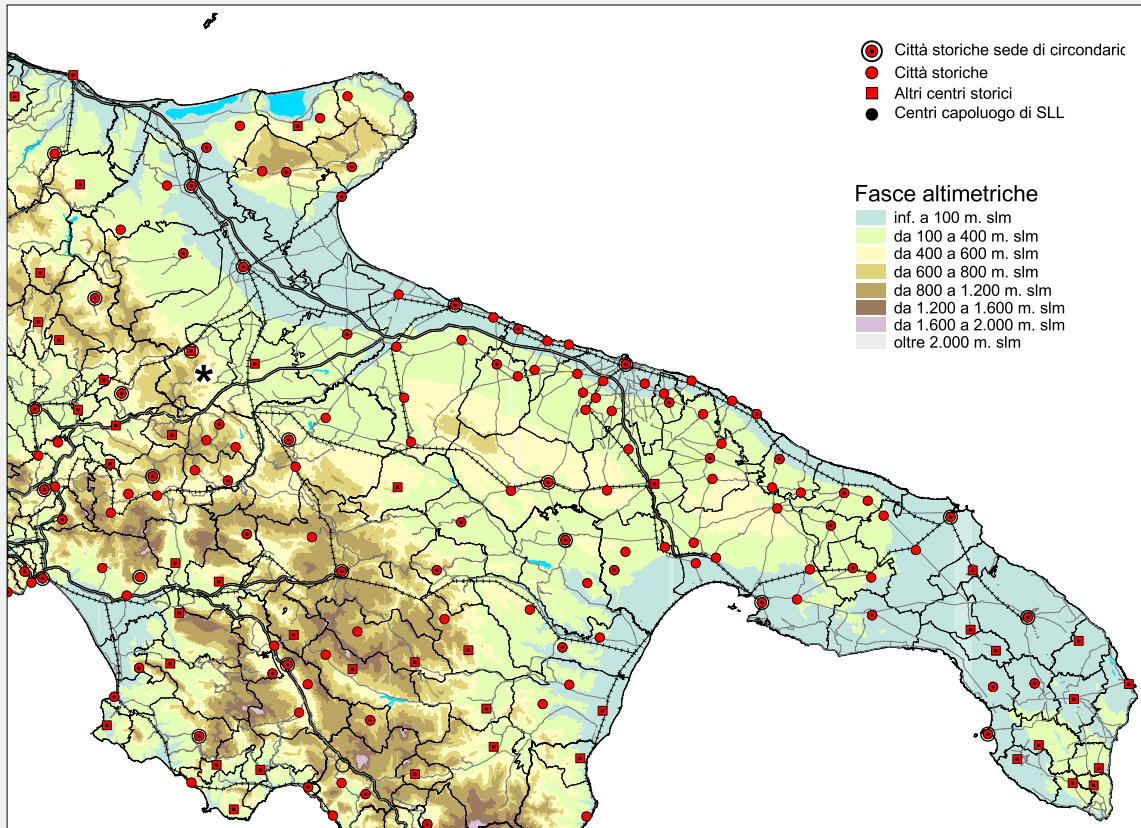 Città storiche sede di circondario
Città storiche
Altri centri storici
Centri capoluogo di SLL
Fasce altimetriche
inf. a 100 m. slm
da 100 a 400 m. slm
da 400 a 600 m. slm
da 600 a 800 m. slm
da 800 a 1.200 m. slm
da 1.200 a 1.600 m. slm
da 1.600 a 2.000 m. slm
oltre 2.000 m. slm
*